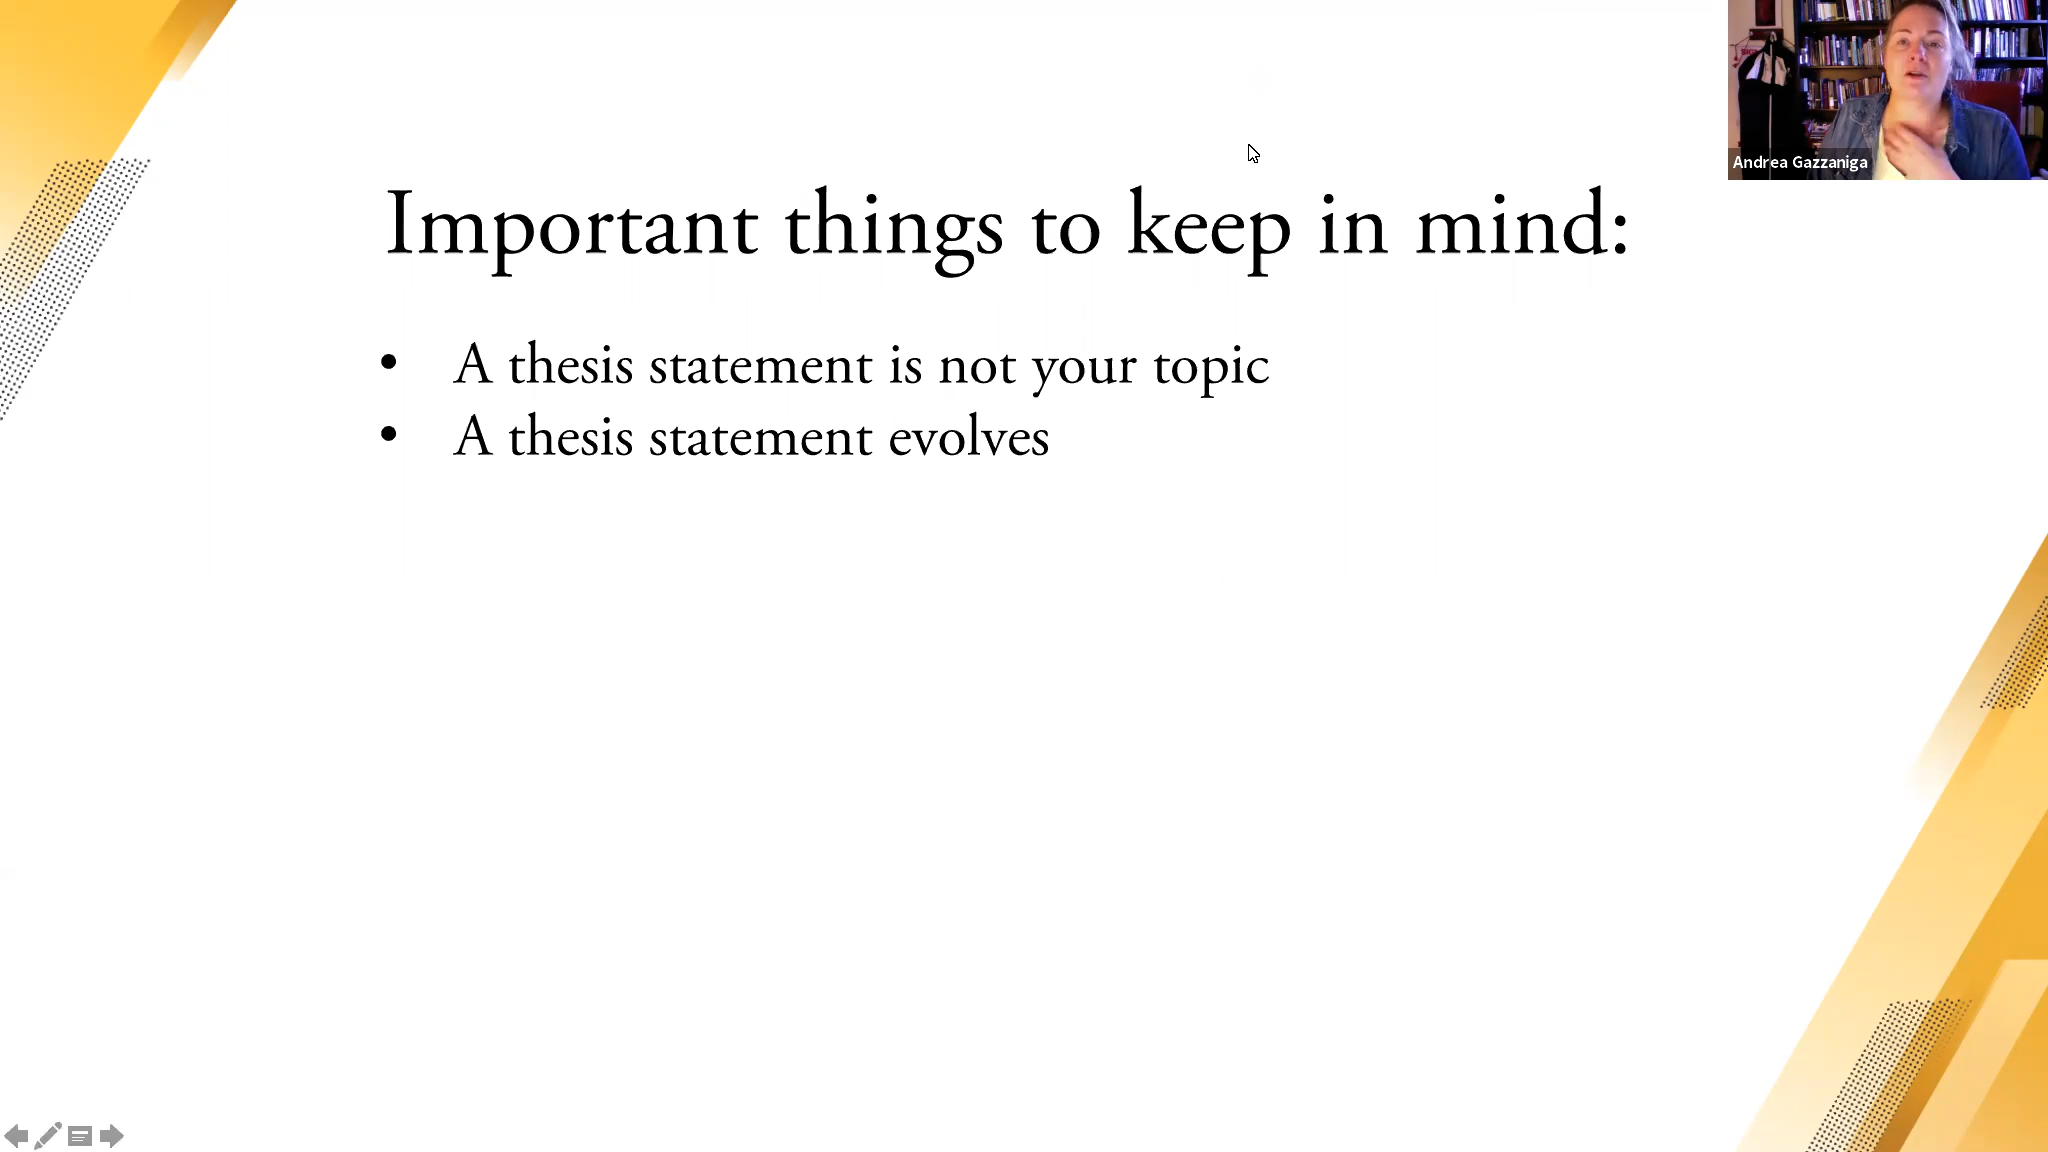 Important things to keep in mind:
• A thesis statement is not your topic
• A thesis statement evolves
Andrea Gazzaniga